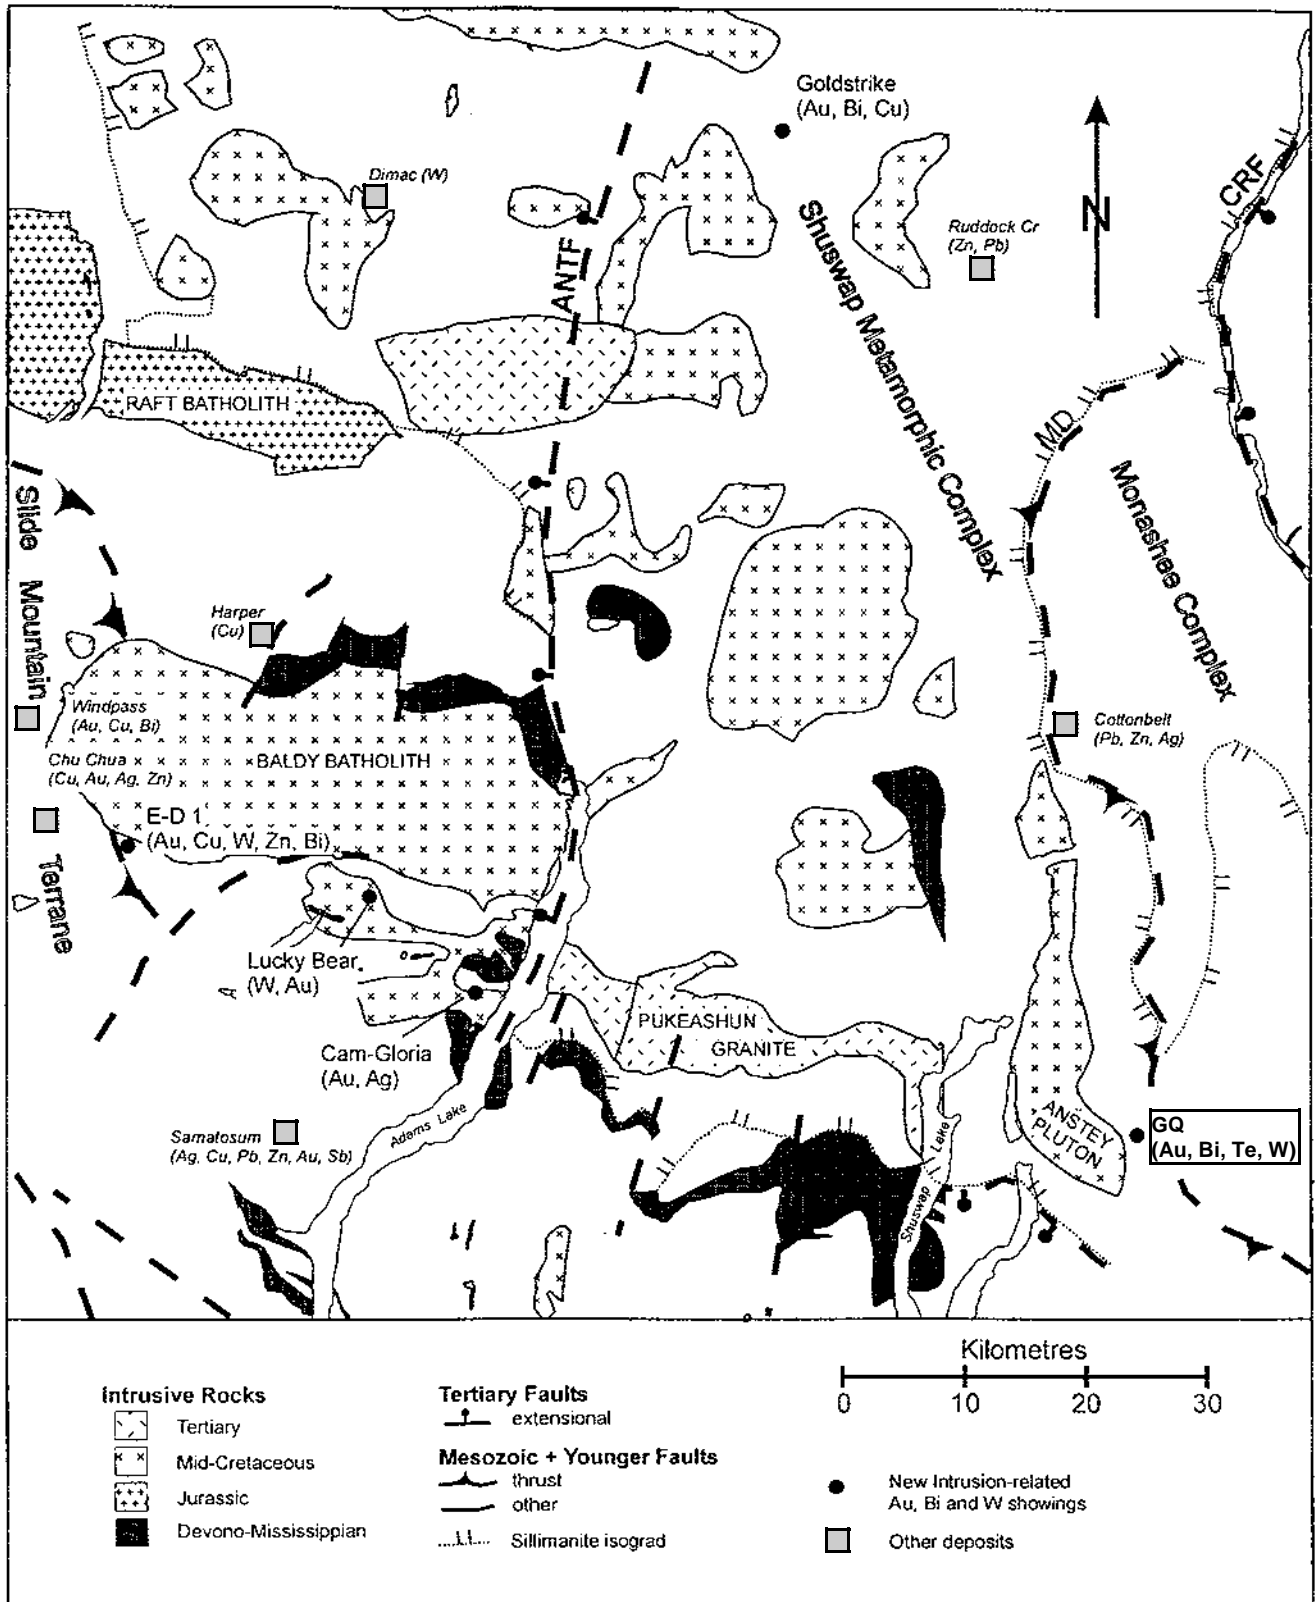 Goldstrike
(Au, Bi, Cu)
Dimac (W)
CRF
N
Ruddock Cr
(Zn, Pb)
ANTF
Shuswap Metamorphic Complex
RAFT BATHOLITH
MD
Monashee Complex
Slide Mountain Terrane
Harper
(Cu)
Windpass
(Au, Cu, Bi)
Cottonbelt
(Pb, Zn, Ag)
Chu Chua
(Cu, Au, Ag, Zn)
BALDY BATHOLITH
E-D 1
(Au, Cu, W, Zn, Bi)
Lucky Bear
(W, Au)
PUKEASHUN
GRANITE
Cam-Gloria
(Au, Ag)
Adams Lake
ANSTEY
PLUTON
GQ
(Au, Bi, Te, W)
Samatosum
(Ag, Cu, Pb, Zn, Au, Sb)
Shuswap Lake
Kilometres
0 10 20 30
Intrusive Rocks
Tertiary
Mid-Cretaceous
Jurassic
Devono-Mississippian
Tertiary Faults
extensional
Mesozoic + Younger Faults
thrust
other
Sillimanite isograd
New Intrusion-related
Au, Bi and W showings
Other deposits